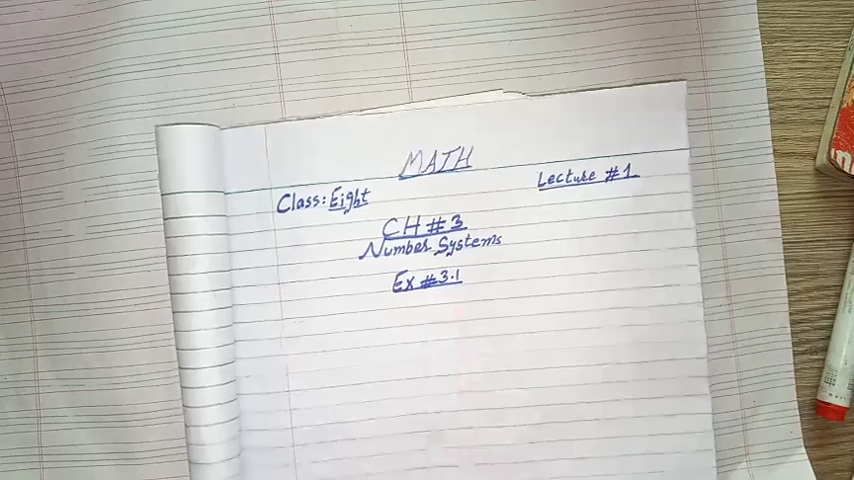 MATH
Class: Eight
Lecture #1
CH #3
Number Systems
Ex #3.1